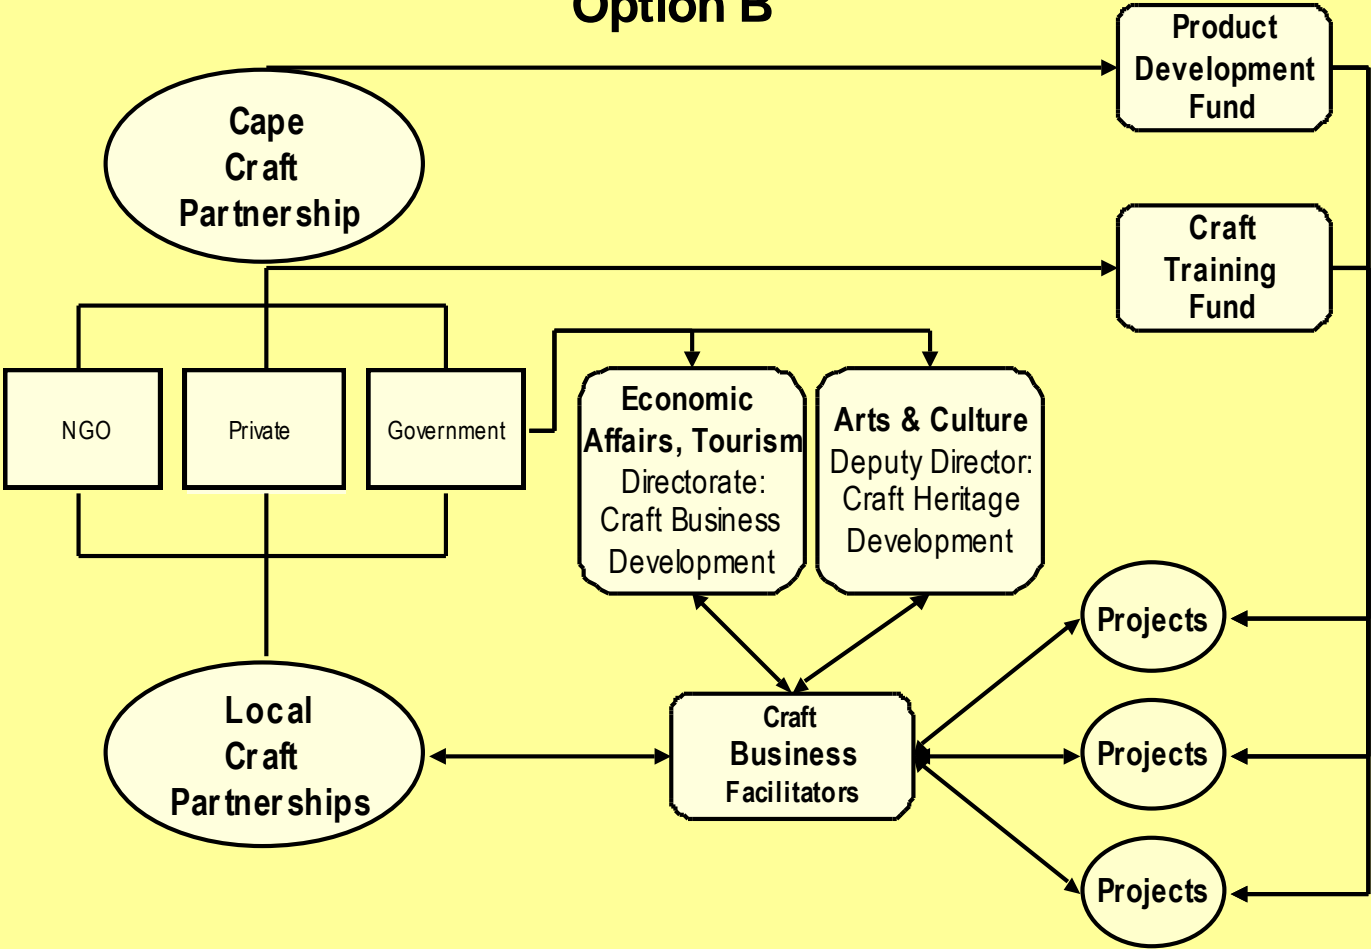 Option B
Product
Development
Fund
Cape
Craft
Partnership
Craft
Training
Fund
NGO
Private
Government
Economic
Affairs, Tourism
Directorate:
Craft Business
Development
Arts & Culture
Deputy Director:
Craft Heritage
Development
Projects
Local
Craft
Partnerships
Craft
Business
Facilitators
Projects
Projects